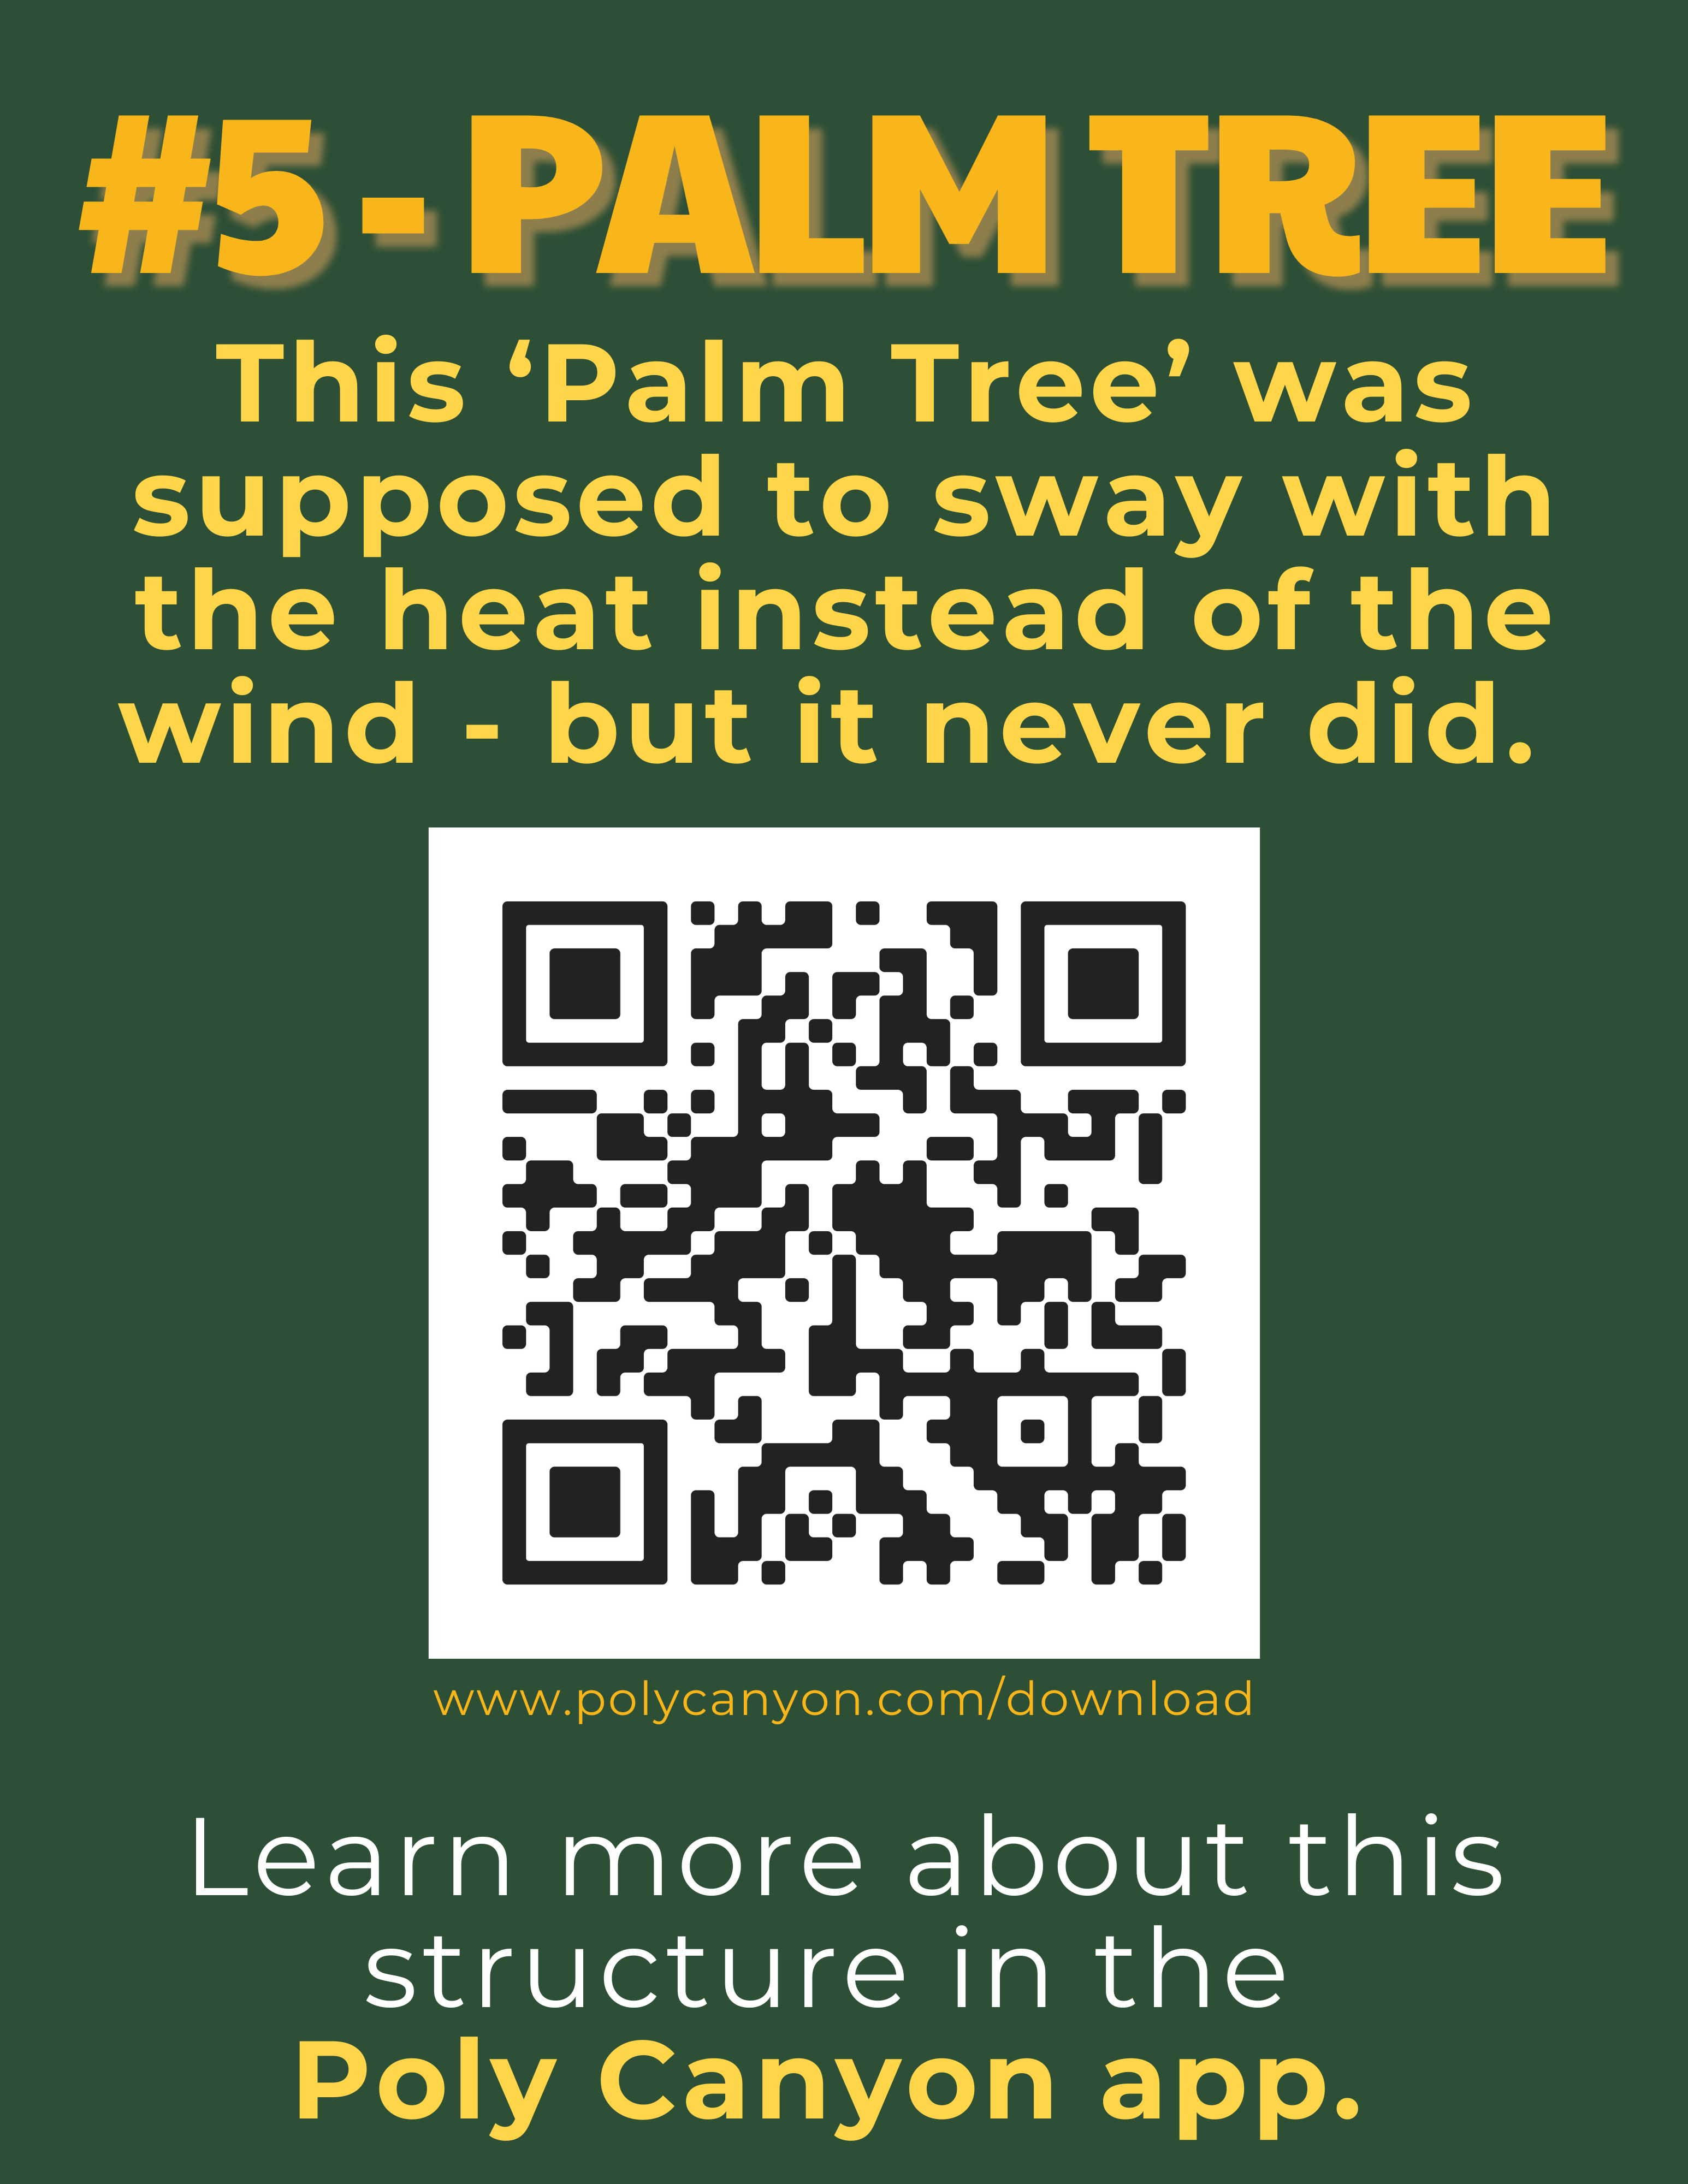 #5 - PALM TREE
This ‘Palm Tree’ was
supposed to sway with
the heat instead of the
wind - but it never did.
www.polycanyon.com/download
Learn more about this
structure in the
Poly Canyon app.